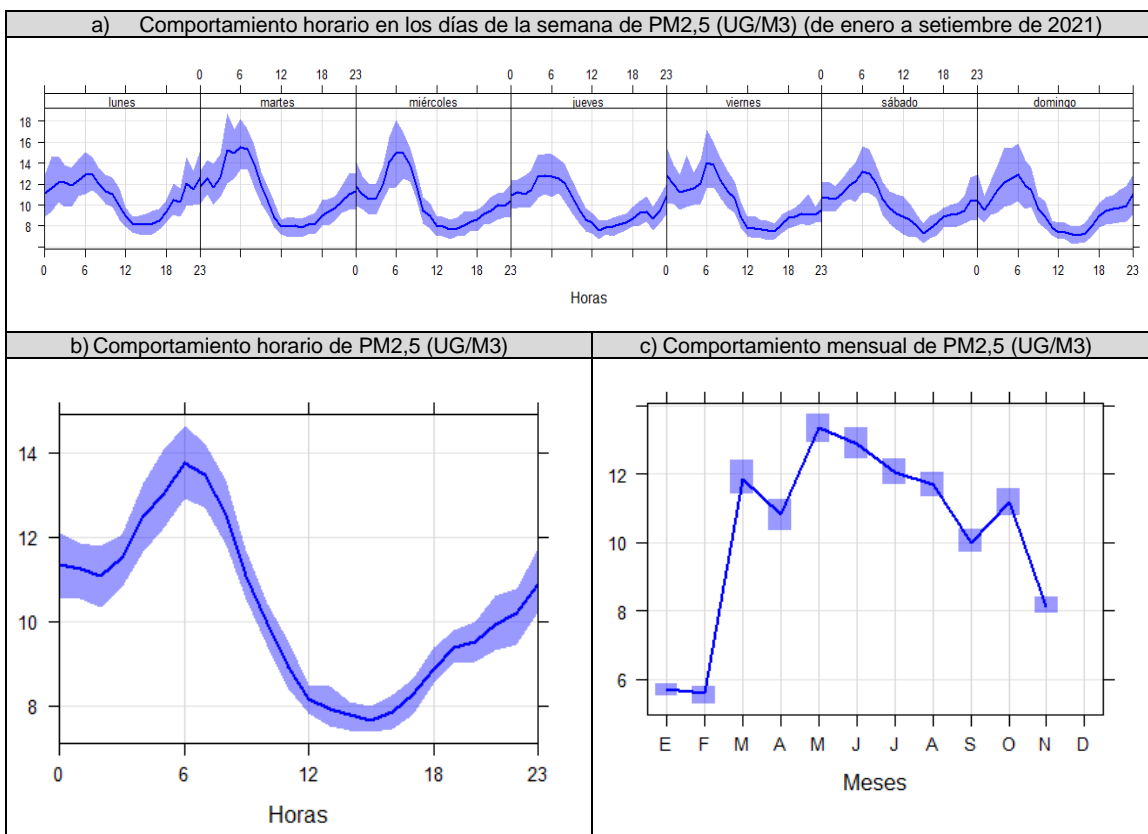 a) Comportamiento horario en los días de la semana de PM2,5 (UG/M3) (de enero a setiembre de 2021)
0 6 12 18 23 0 6 12 18 23 0 6 12 18 23
lunes martes miércoles jueves viernes sábado domingo
18
16
14
12
10
8
0 6 12 18 23 0 6 12 18 23 0 6 12 18 23 0 6 12 18 23
Horas
b) Comportamiento horario de PM2,5 (UG/M3)
14
12
10
8
0 6 12 18 23
Horas
c) Comportamiento mensual de PM2,5 (UG/M3)
12
10
8
6
E F M A M J J A S O N D
Meses